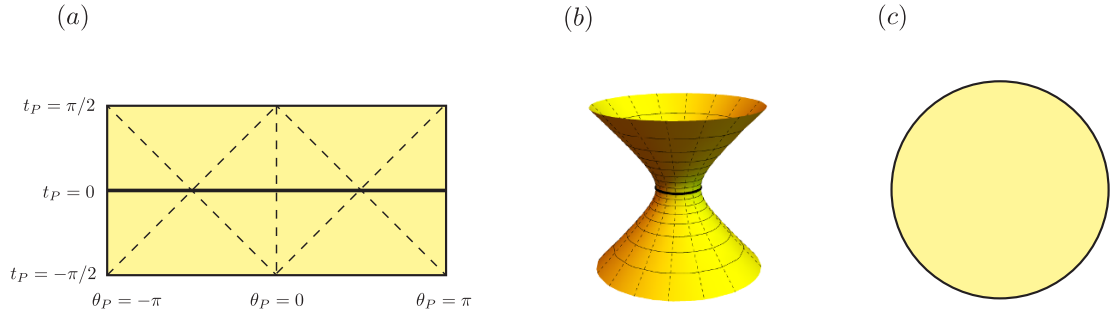 (a)
(b)
(c)
t_P = π/2
t_P = 0
t_P = −π/2
θ_P = −π
θ_P = 0
θ_P = π